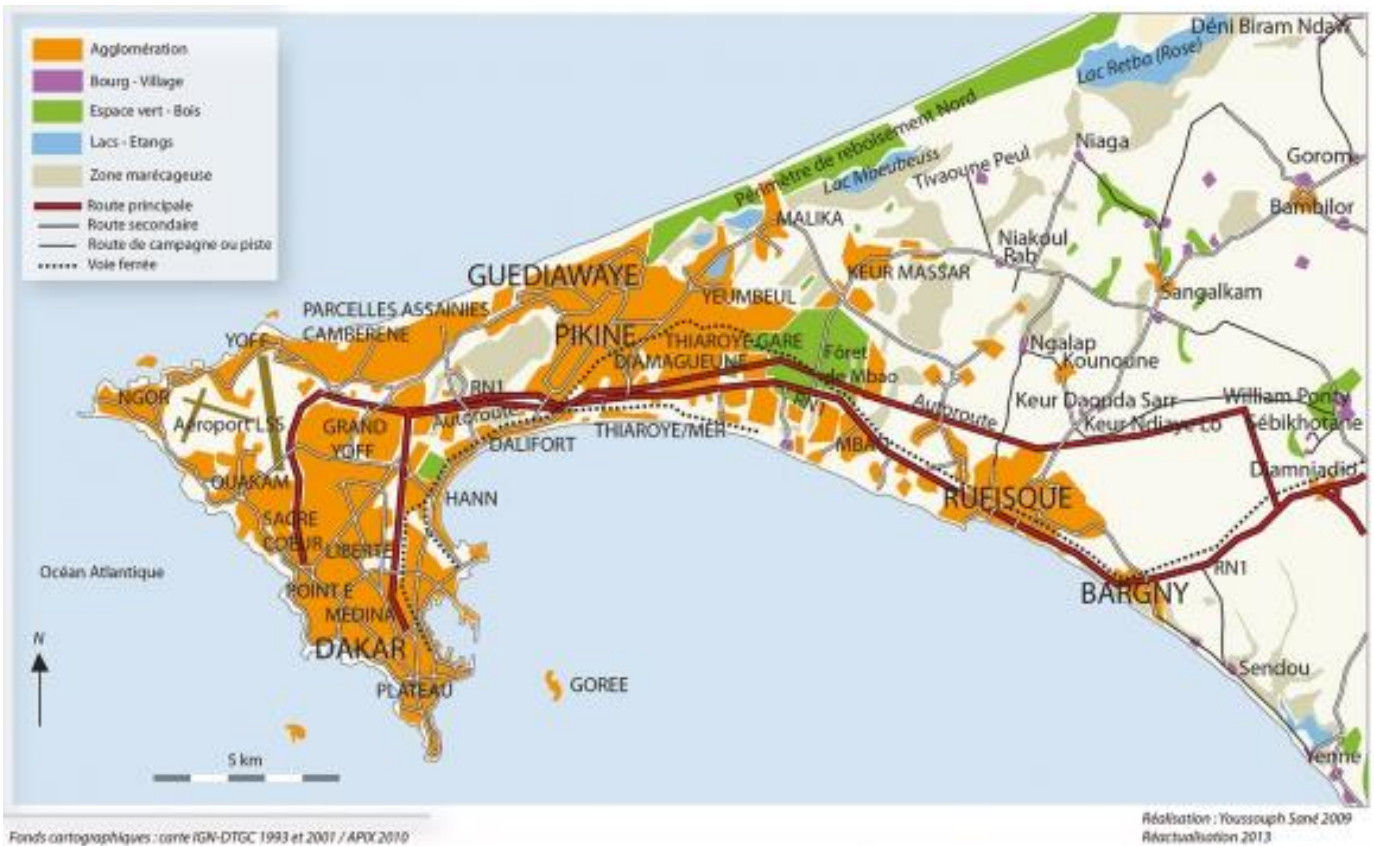 Agglomération
Bourg - Village
Espace vert - Bois
Lacs - Etangs
Zone marécageuse
Route principale
Route secondaire
Route de campagne ou piste
Voie ferrée
Déni Biram Ndaw
Lac Retba (Rose)
Périmètre de reboisément Nord
Lac Mbeubeuss
Tivaoune Peul
Niaga
Gorom
Bambilor
MALIKA
Niakoul
Rab
KEUR MASSAR
GUEDIAWAYE
YEUMBEUL
Sangalkam
PARCELLES ASSAINIES
CAMBERENE
YOFF
PIKINE
THIAROYE-GARE
DIAMAGUEUNE
Fôret
de Mbao
Ngalap
Kounoune
NGOR
Aéroport LSS
RN1
Autoroute
GRAND
YOFF
DALIFORT
THIAROYE/MER
RN1
MBAO
Autoroute
Keur Daouda Sarr
Keur Ndiaye Lo
William Ponty
Sébikhotane
Diamniadio
OUAKAM
HANN
RUFISQUE
SACRE
COEUR
LIBERTE
Océan Atlantique
POINT E
MEDINA
RN1
BARGNY
DAKAR
N
PLATEAU
GOREE
Sendou
5 km
Yenne
Fonds cartographiques : carte IGN-DTGC 1993 et 2001 / APIX 2010
Réalisation : Youssouph Sané 2009
Réactualisation 2013